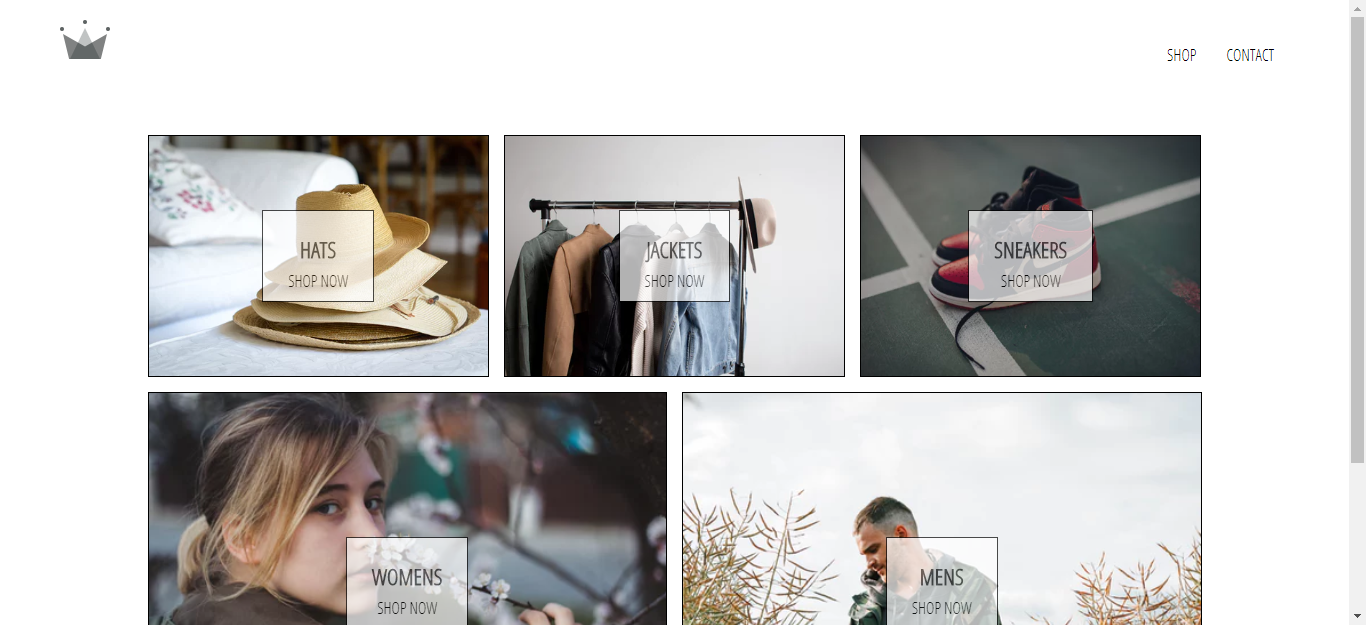 SHOP
CONTACT
HATS
SHOP NOW
JACKETS
SHOP NOW
SNEAKERS
SHOP NOW
WOMENS
SHOP NOW
MENS
SHOP NOW